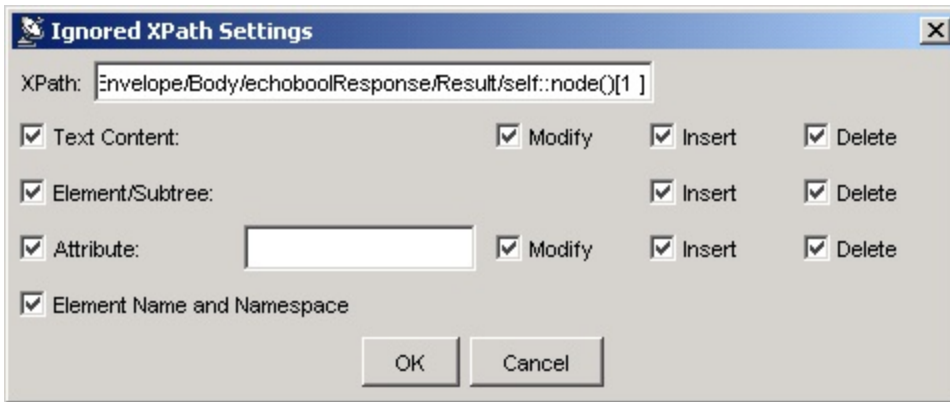 Ignored XPath Settings
XPath: Envelope/Body/echoboolResponse/Result/self::node()[1 ]
Text Content: Modify Insert Delete
Element/Subtree: Insert Delete
Attribute: Modify Insert Delete
Element Name and Namespace
OK Cancel